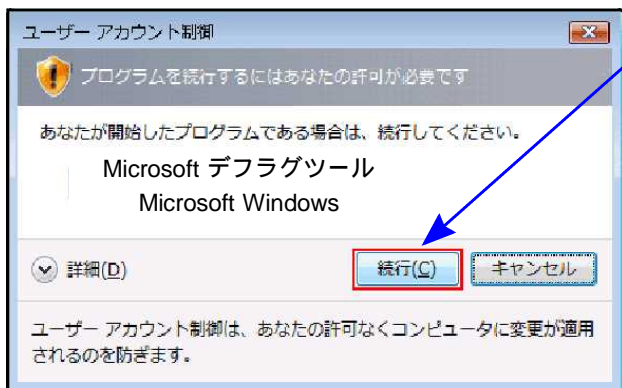 ユーザー アカウント制御
プログラムを続行するにはあなたの許可が必要です
あなたが開始したプログラムである場合は、続行してください。
Microsoft デフラグツール
Microsoft Windows
詳細(D)
続行(C)
キャンセル
ユーザー アカウント制御は、あなたの許可なくコンピュータに変更が適用
されるのを防ぎます。